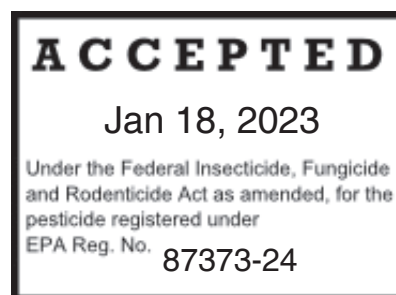 ACCEPTED
Jan 18, 2023
Under the Federal Insecticide, Fungicide
and Rodenticide Act as amended, for the
pesticide registered under
EPA Reg. No. 87373-24